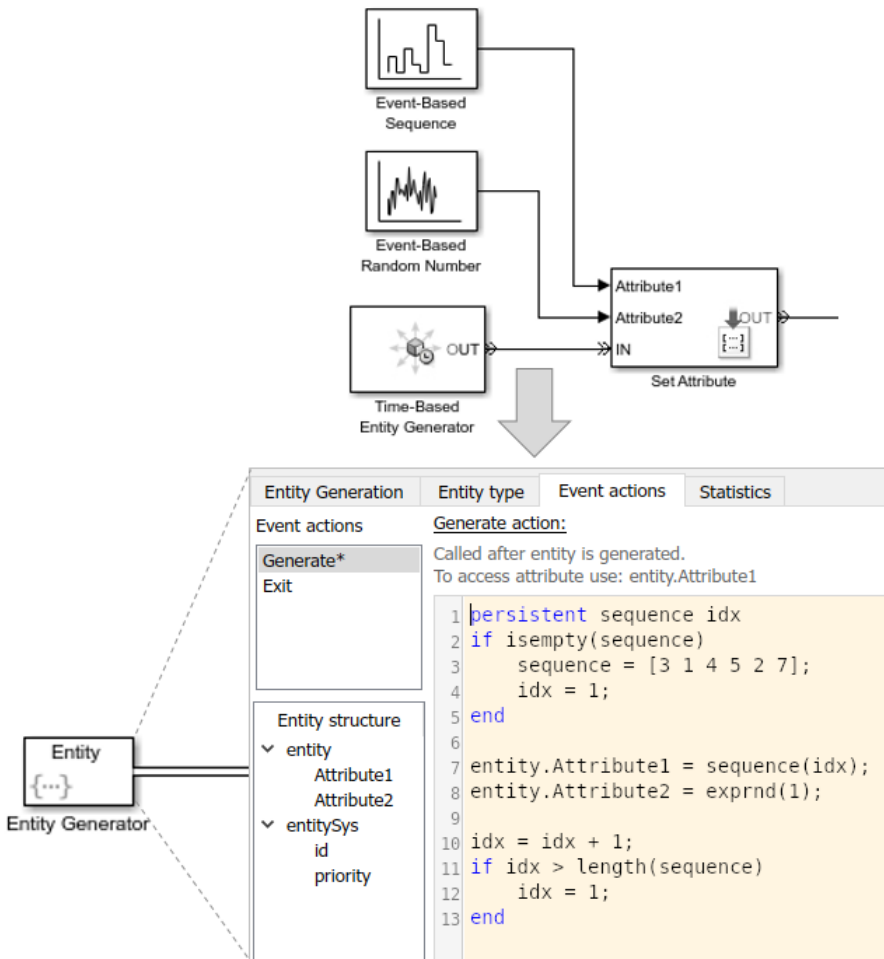 Event-Based
Sequence
Event-Based
Random Number
Attribute1
Attribute2
OUT
IN
Set Attribute
OUT
Time-Based
Entity Generator
Entity Generation
Entity type
Event actions
Statistics
Event actions
Generate*
Exit
Generate action:
Called after entity is generated.
To access attribute use: entity.Attribute1
Entity structure
entity
Attribute1
Attribute2
entitySys
id
priority
1 persistent sequence idx
2 if isempty(sequence)
3 sequence = [3 1 4 5 2 7];
4 idx = 1;
5 end
6
7 entity.Attribute1 = sequence(idx);
8 entity.Attribute2 = exprnd(1);
9
10 idx = idx + 1;
11 if idx > length(sequence)
12 idx = 1;
13 end
Entity
{...}
Entity Generator